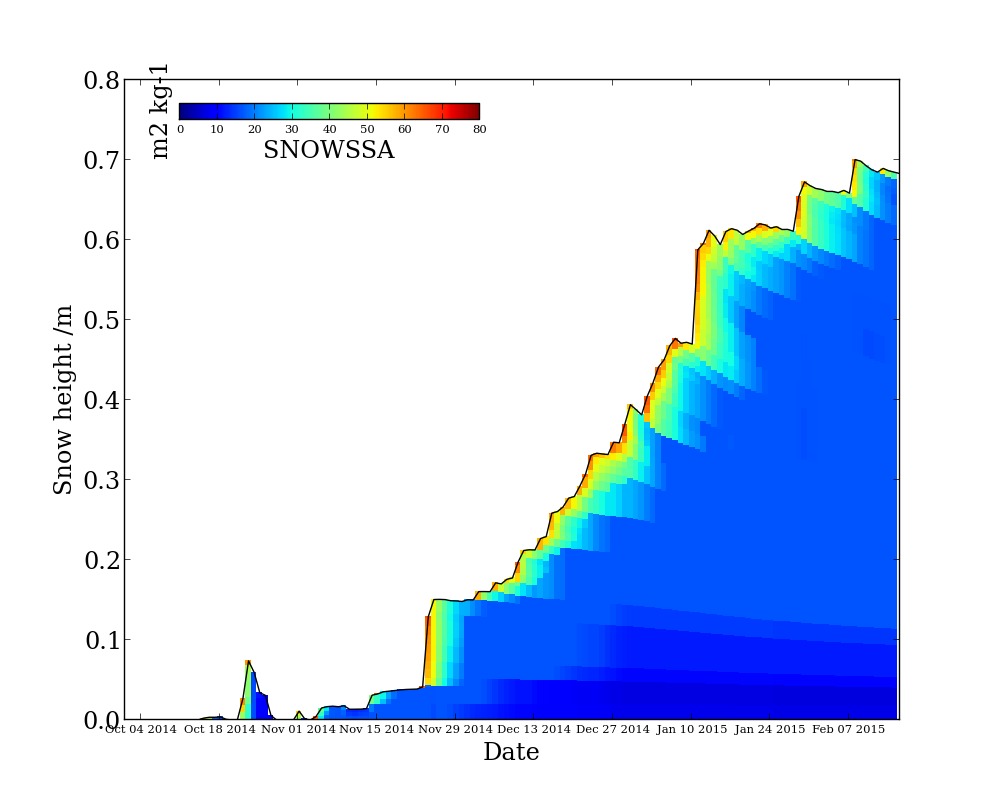 0.8
0.7
0.6
0.5
0.4
0.3
0.2
0.1
0.0
Snow height /m
m2 kg-1
0 10 20 30 40 50 60 70 80
SNOWSSA
Oct 04 2014 Oct 18 2014 Nov 01 2014 Nov 15 2014 Nov 29 2014 Dec 13 2014 Dec 27 2014 Jan 10 2015 Jan 24 2015 Feb 07 2015
Date